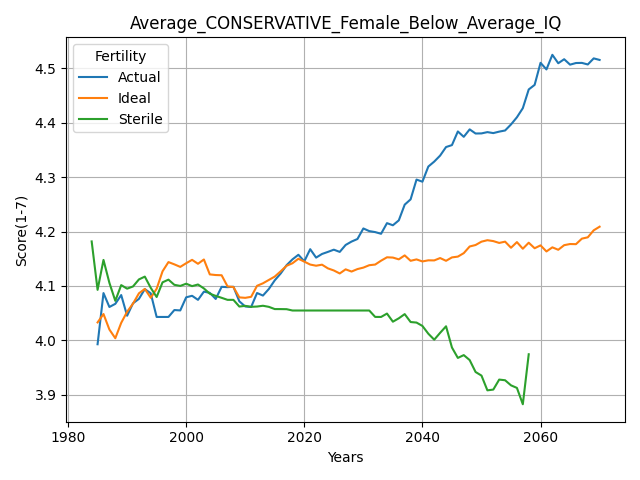 Average_CONSERVATIVE_Female_Below_Average_IQ
Fertility
Actual
Ideal
Sterile
Score(1-7)
4.5
4.4
4.3
4.2
4.1
4.0
3.9
1980 2000 2020 2040 2060
Years